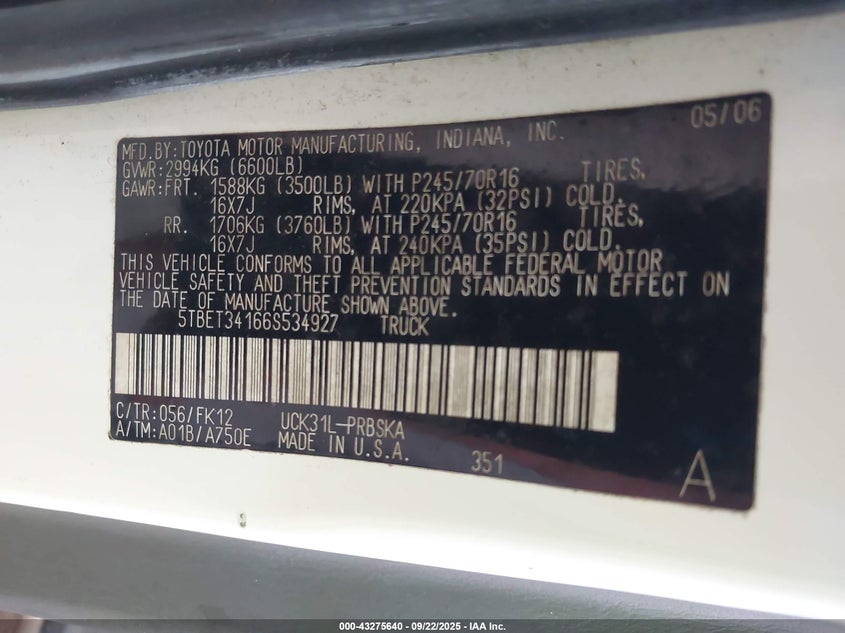 05/06
MFD.BY:TOYOTA MOTOR MANUFACTURING, INDIANA, INC.
GVWR:2994KG (6600LB)
GAWR:FRT. 1588KG (3500LB) WITH P245/70R16 TIRES,
16X7J RIMS, AT 220KPA (32PSI) COLD.
RR. 1706KG (3760LB) WITH P245/70R16 TIRES,
16X7J RIMS, AT 240KPA (35PSI) COLD.
THIS VEHICLE CONFORMS TO ALL APPLICABLE FEDERAL MOTOR
VEHICLE SAFETY AND THEFT PREVENTION STANDARDS IN EFFECT ON
THE DATE OF MANUFACTURE SHOWN ABOVE.
5TBET34166S534927 TRUCK
C/TR:056/FK12 UCK31L-PRBSKA
A/TM:A01B/A750E MADE IN U.S.A.
351
A
000-43275640 - 09/22/2025 - IAA Inc.